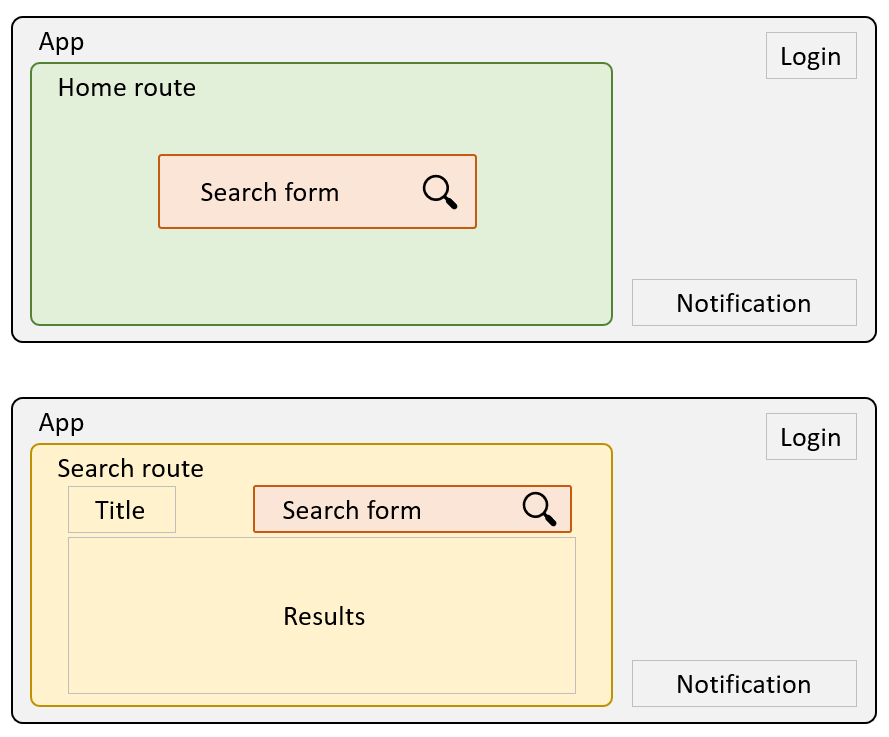 App
Login
Home route
Search form
Notification
App
Login
Search route
Title
Search form
Results
Notification